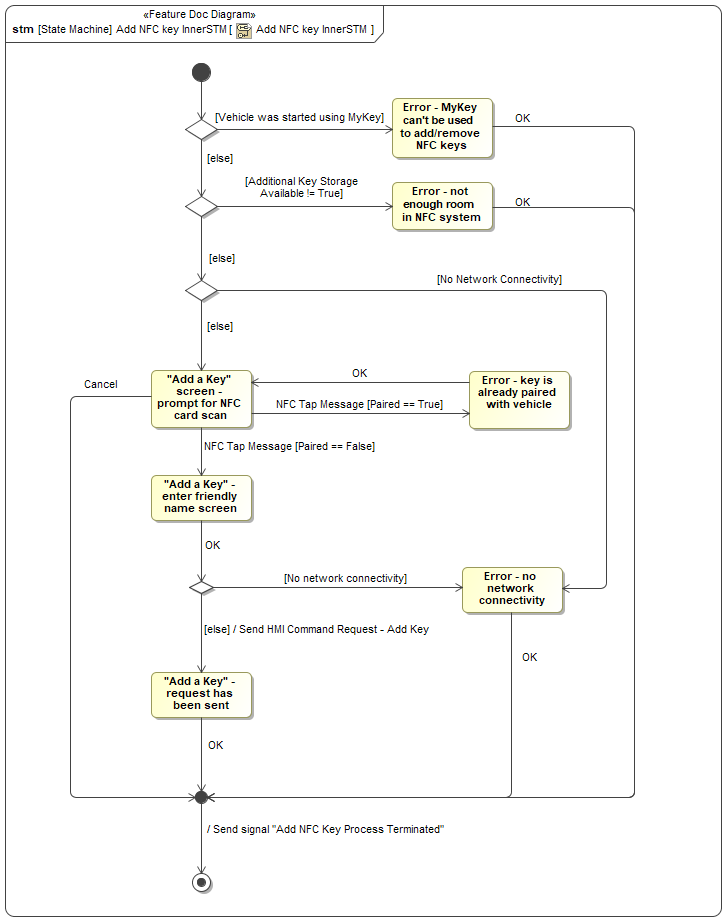 «Feature Doc Diagram»
stm [State Machine] Add NFC key InnerSTM [ Add NFC key InnerSTM ]
[Vehicle was started using MyKey]
Error - MyKey
can't be used
to add/remove
NFC keys
OK
[else]
[Additional Key Storage
Available != True]
Error - not
enough room
in NFC system
OK
[else]
[No Network Connectivity]
[else]
Cancel
"Add a Key"
screen -
prompt for NFC
card scan
OK
NFC Tap Message [Paired == True]
Error - key is
already paired
with vehicle
NFC Tap Message [Paired == False]
"Add a Key" -
enter friendly
name screen
OK
[No network connectivity]
Error - no
network
connectivity
[else] / Send HMI Command Request - Add Key
OK
"Add a Key" -
request has
been sent
OK
/ Send signal "Add NFC Key Process Terminated"